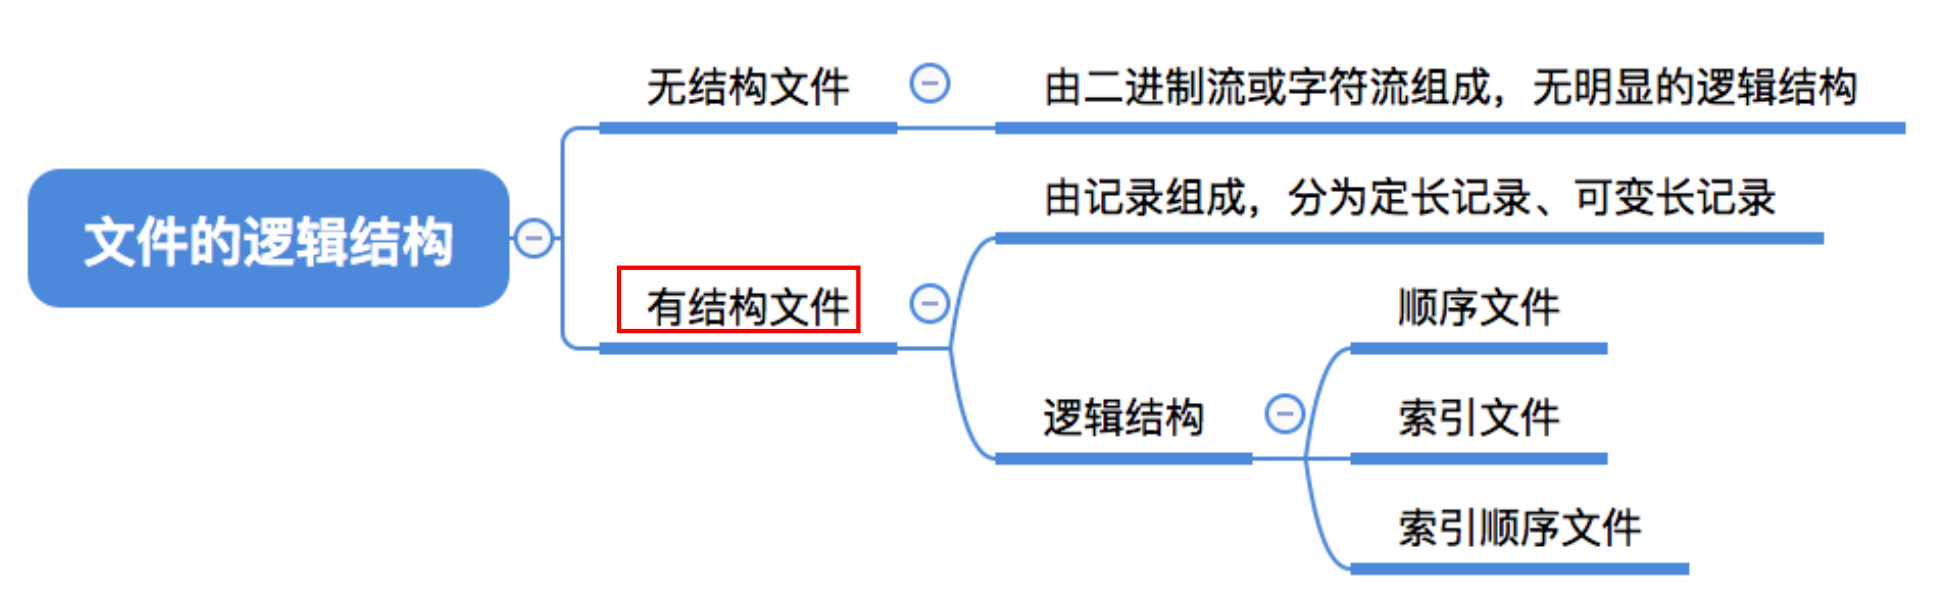 文件的逻辑结构
无结构文件
由二进制流或字符流组成，无明显的逻辑结构
有结构文件
由记录组成，分为定长记录、可变长记录
逻辑结构
顺序文件
索引文件
索引顺序文件